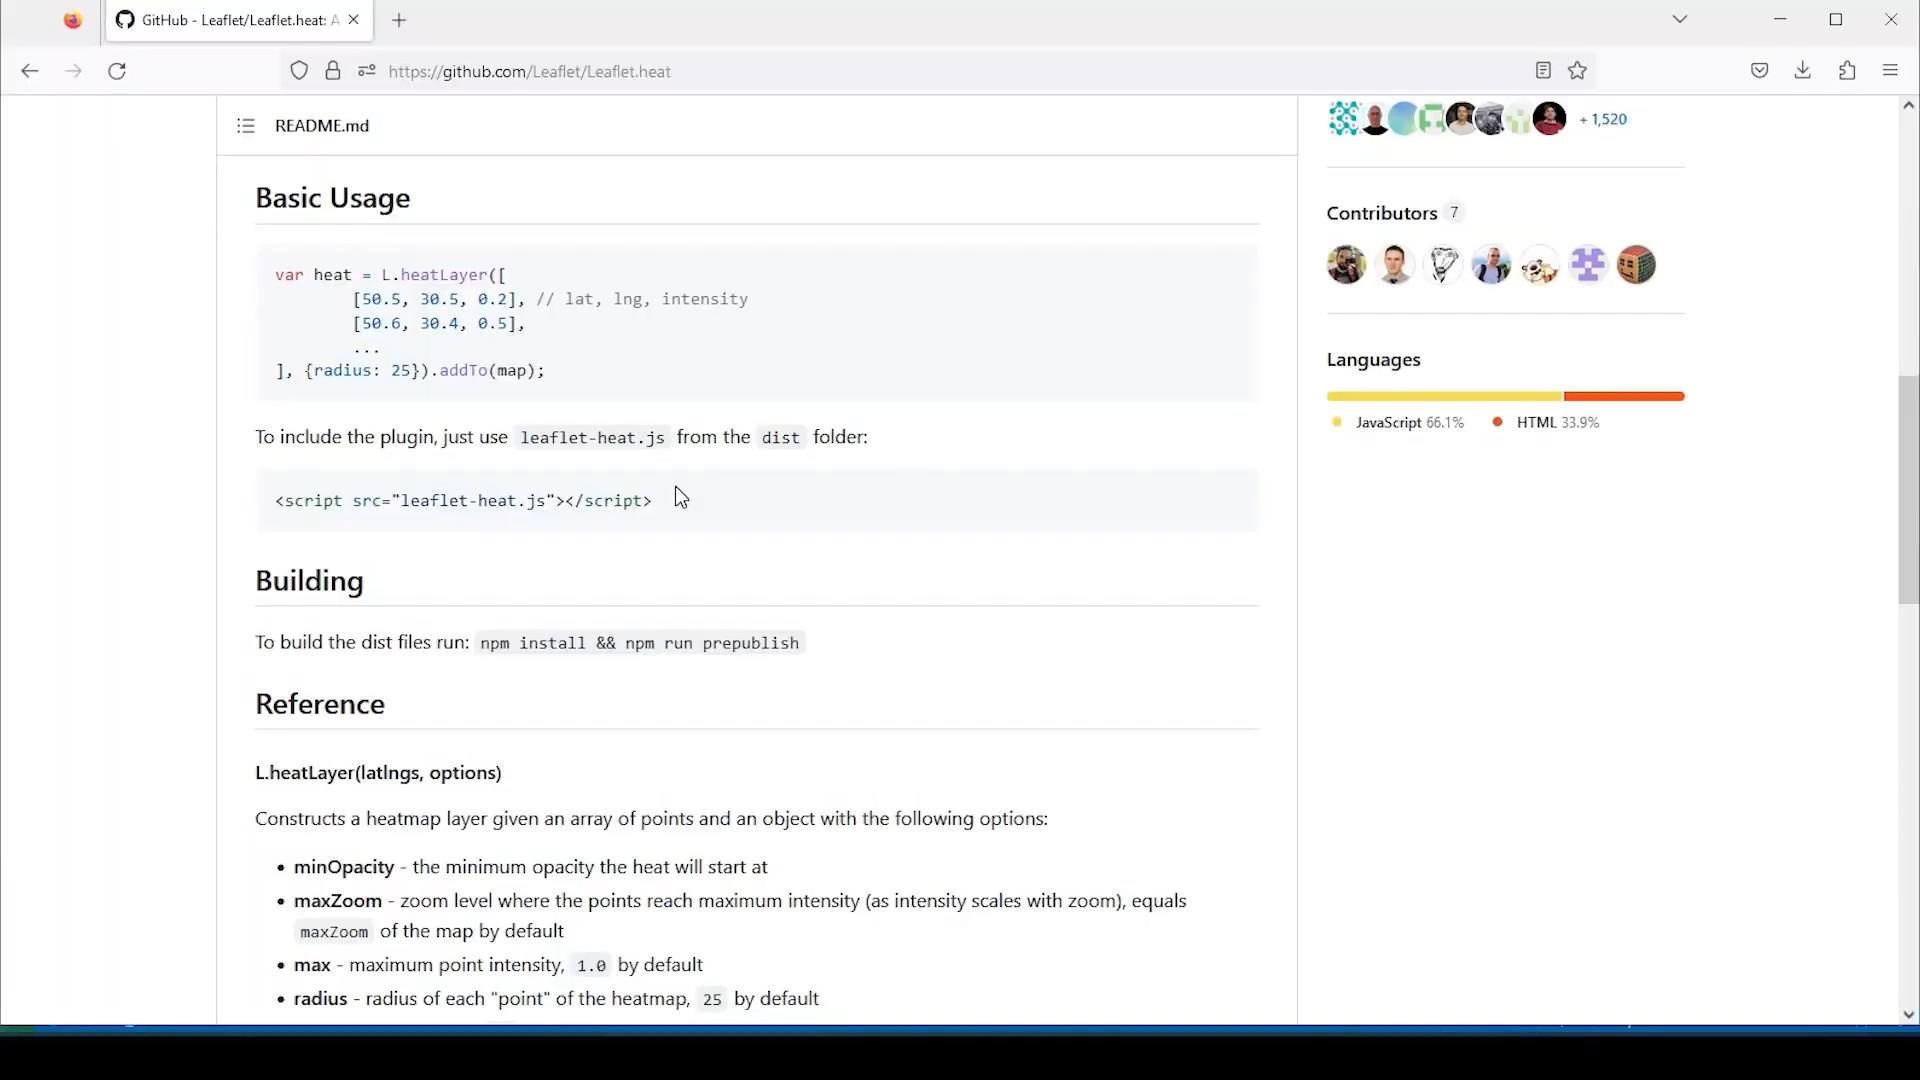 GitHub - Leaflet/Leaflet.heat: A
https://github.com/Leaflet/Leaflet.heat
README.md
+ 1,520
Basic Usage
var heat = L.heatLayer([
[50.5, 30.5, 0.2], // lat, lng, intensity
[50.6, 30.4, 0.5],
...
], {radius: 25}).addTo(map);
To include the plugin, just use leaflet-heat.js from the dist folder:
<script src="leaflet-heat.js"></script>
Building
To build the dist files run: npm install && npm run prepublish
Reference
L.heatLayer(latlngs, options)
Constructs a heatmap layer given an array of points and an object with the following options:
• minOpacity - the minimum opacity the heat will start at
• maxZoom - zoom level where the points reach maximum intensity (as intensity scales with zoom), equals
maxZoom of the map by default
• max - maximum point intensity, 1.0 by default
• radius - radius of each "point" of the heatmap, 25 by default
Contributors 7
Languages
JavaScript 66.1% HTML 33.9%